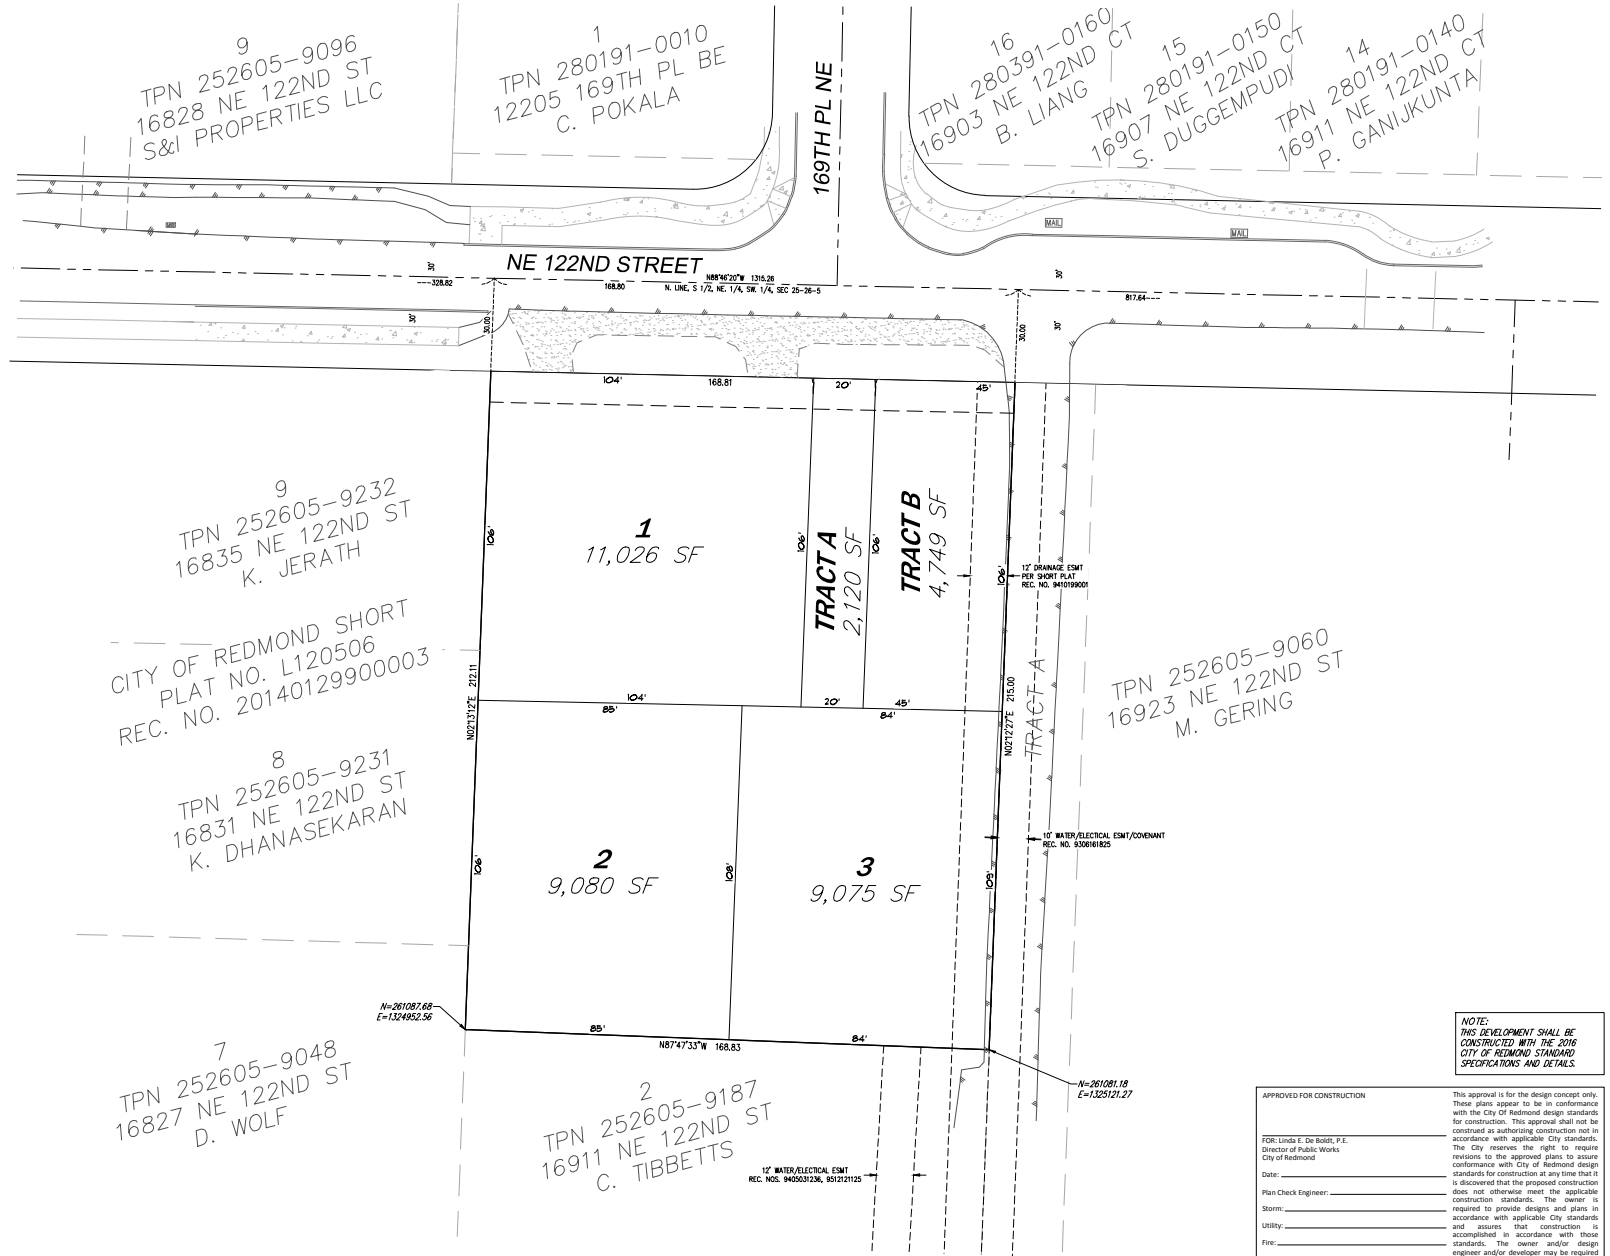 9
TPN 252605-9096
16828 NE 122ND ST
S&I PROPERTIES LLC
1
TPN 280191-0010
12205 169TH PL BE
C. POKALA
169TH PL NE
16
TPN 280391-0160
16903 NE 122ND CT
B. LIANG
15
TPN 280191-0150
16907 NE 122ND CT
S. DUGGEMPUDI
14
TPN 280191-0140
16911 NE 122ND CT
P. GANIJKUNTA
MAIL
MAIL
NE 122ND STREET
30'
328.82
168.80
N88°46'20"W 1315.26
N. LINE, S 1/2, NE. 1/4, SW. 1/4, SEC 25-26-5
30'
817.64
30'
30.00
30.00
30'
104'
168.81
20'
45'
9
TPN 252605-9232
16835 NE 122ND ST
K. JERATH
106'
1
11,026 SF
106'
TRACT A
2,120 SF
106'
TRACT B
4,749 SF
106'
12' DRAINAGE ESMT
PER SHORT PLAT
REC. NO. 9410199001
CITY OF REDMOND SHORT
PLAT NO. L120506
REC. NO. 20140129900003
N02°13'12"E 212.11
104'
20'
45'
85'
84'
N02°12'27"E 215.00
TRACT A
TPN 252605-9060
16923 NE 122ND ST
M. GERING
8
TPN 252605-9231
16831 NE 122ND ST
K. DHANASEKARAN
106'
2
9,080 SF
108'
3
9,075 SF
109'
10' WATER/ELECTICAL ESMT/COVENANT
REC. NO. 9306161825
N=261087.68
E=1324952.56
85'
N87°47'33"W 168.83
84'
N=261081.18
E=1325121.27
7
TPN 252605-9048
16827 NE 122ND ST
D. WOLF
2
TPN 252605-9187
16911 NE 122ND ST
C. TIBBETTS
12' WATER/ELECTICAL ESMT
REC. NOS. 9405031236, 9512121125
NOTE:
THIS DEVELOPMENT SHALL BE
CONSTRUCTED WITH THE 2016
CITY OF REDMOND STANDARD
SPECIFICATIONS AND DETAILS.
APPROVED FOR CONSTRUCTION
FOR: Linda E. De Boldt, P.E.
Director of Public Works
City of Redmond
Date:
Plan Check Engineer:
Storm:
Utility:
Fire:
This approval is for the design concept only.
These plans appear to be in conformance
with the City Of Redmond design standards
for construction. This approval shall not be
construed as authorizing construction not in
accordance with applicable City standards.
The City reserves the right to require
revisions to the approved plans to assure
conformance with City of Redmond design
standards for construction at any time that it
is discovered that the proposed construction
does not otherwise meet the applicable
construction standards. The owner is
required to provide designs and plans in
accordance with applicable City standards
and assures that construction is
accomplished in accordance with those
standards. The owner and/or design
engineer and/or developer may be required